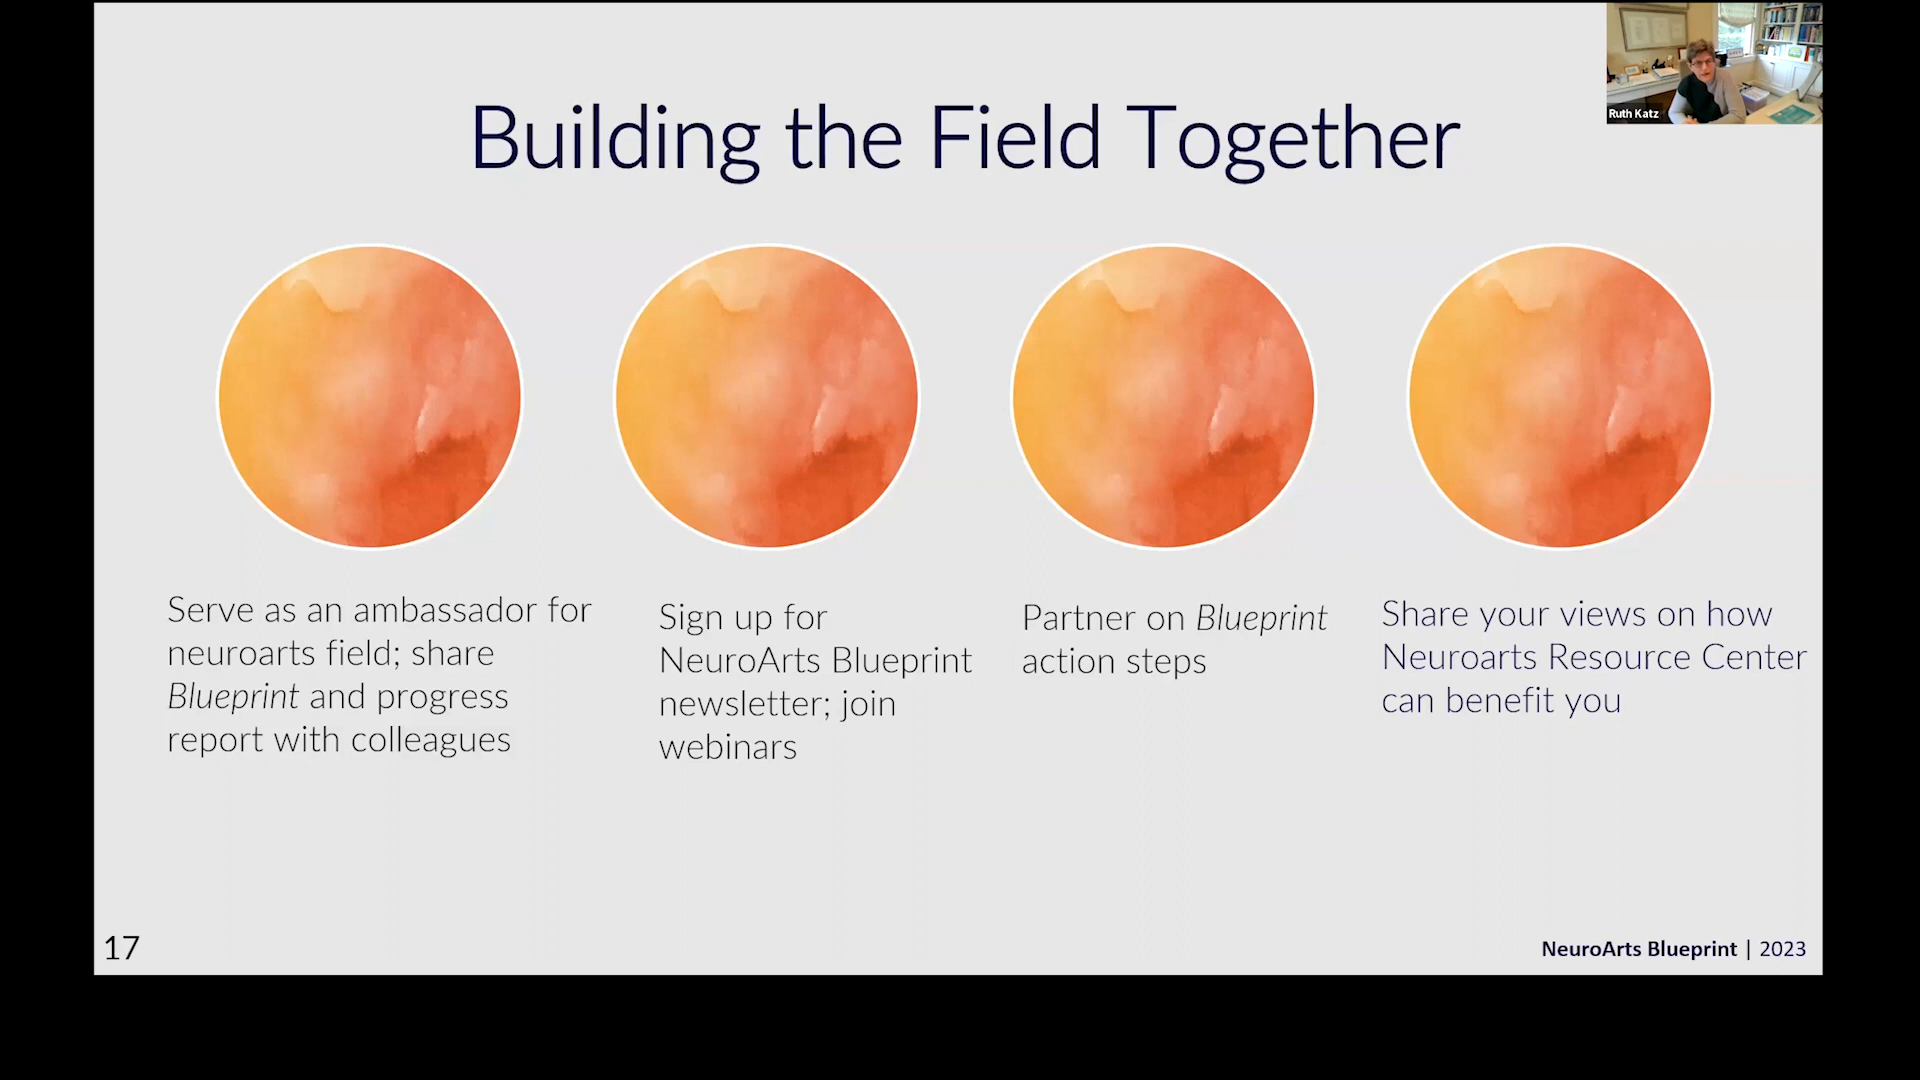 Ruth Katz
Building the Field Together
Serve as an ambassador for
neuroarts field; share
Blueprint and progress
report with colleagues
Sign up for
NeuroArts Blueprint
newsletter; join
webinars
Partner on Blueprint
action steps
Share your views on how
Neuroarts Resource Center
can benefit you
17
NeuroArts Blueprint | 2023